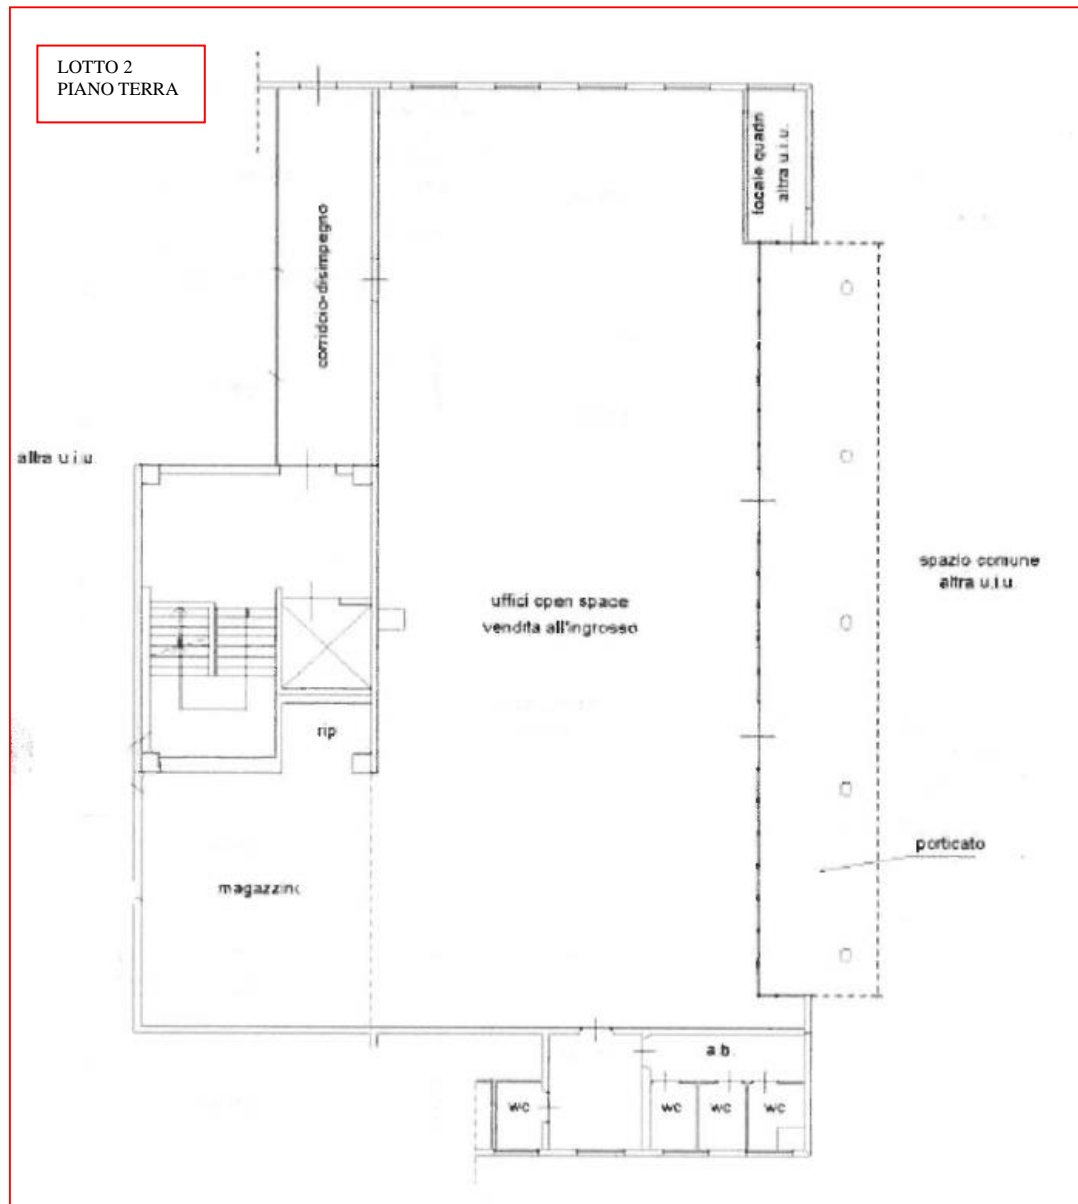 LOTTO 2
PIANO TERRA
locale quadri
altra u.i.u.
corridoio-disimpegno
altra u.i.u.
spazio comune
altra u.i.u.
uffici open space
vendita all'ingrosso
rip
porticato
magazzino
a.b.
wc
wc
wc
wc